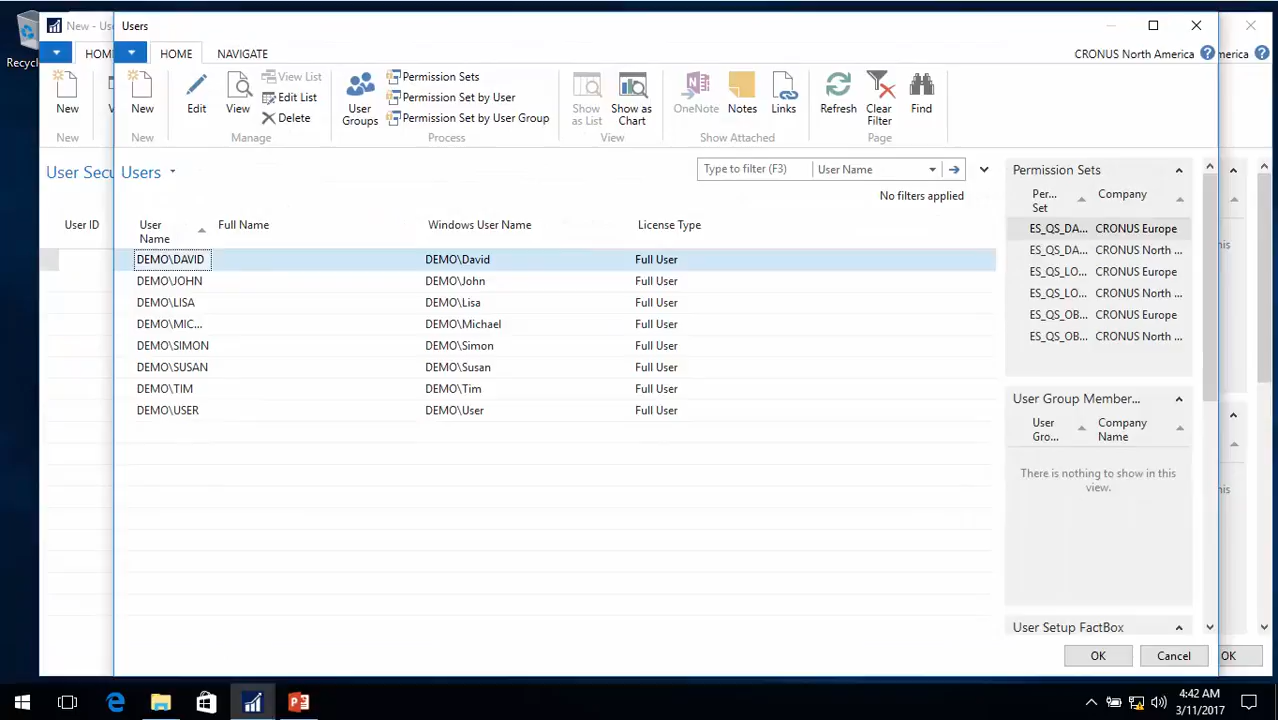 Recycl
New - Use
Users
HOME
HOME
NAVIGATE
CRONUS North America
merica
New
New
New
New
Edit
View
View List
Edit List
Delete
Manage
User Groups
Permission Sets
Permission Set by User
Permission Set by User Group
Process
Show as List
Show as Chart
View
OneNote
Notes
Links
Show Attached
Refresh
Clear Filter
Find
Page
User Secu
Users
Type to filter (F3)
User Name
No filters applied
User ID
User Name
Full Name
Windows User Name
License Type
DEMO\DAVID DEMO\David Full User
DEMO\JOHN DEMO\John Full User
DEMO\LISA DEMO\Lisa Full User
DEMO\MIC... DEMO\Michael Full User
DEMO\SIMON DEMO\Simon Full User
DEMO\SUSAN DEMO\Susan Full User
DEMO\TIM DEMO\Tim Full User
DEMO\USER DEMO\User Full User
Permission Sets
Per... Set
Company
ES_QS_DA... CRONUS Europe
ES_QS_DA... CRONUS North ...
ES_QS_LO... CRONUS Europe
ES_QS_LO... CRONUS North ...
ES_QS_OB... CRONUS Europe
ES_QS_OB... CRONUS North ...
User Group Member...
User Gro...
Company Name
There is nothing to show in this
view.
User Setup FactBox
OK
Cancel
OK
4:42 AM
3/11/2017